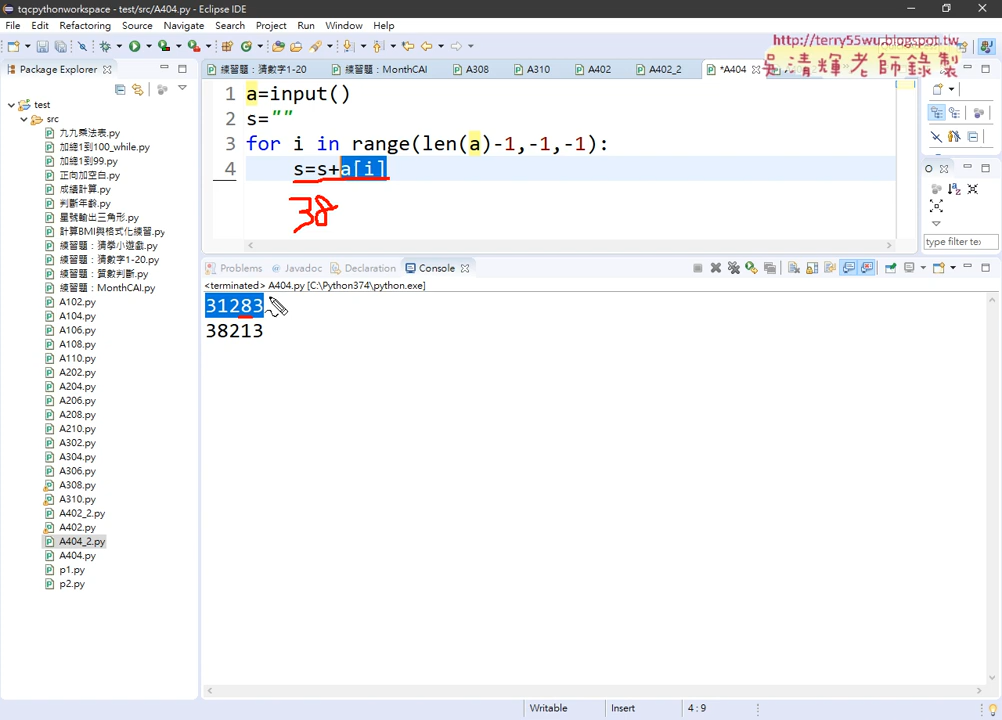 tqcpythonworkspace - test/src/A404.py - Eclipse IDE
File Edit Refactoring Source Navigate Search Project Run Window Help
http://terry55wu.blogspot.tw
吳清輝老師錄製
Package Explorer
練習題：猜數字1-20 練習題：MonthCAI A308 A310 A402 A402_2 *A404
test
src
九九乘法表.py
加總1到100_while.py
加總1到99.py
正向加空白.py
成績計算.py
判斷年齡.py
星號輸出三角形.py
計算BMI與格式化練習.py
練習題：猜拳小遊戲.py
練習題：猜數字1-20.py
練習題：質數判斷.py
練習題：MonthCAI.py
A102.py
A104.py
A106.py
A108.py
A110.py
A202.py
A204.py
A206.py
A208.py
A210.py
A302.py
A304.py
A306.py
A308.py
A310.py
A402_2.py
A402.py
A404_2.py
A404.py
p1.py
p2.py
1 a=input()
2 s=""
3 for i in range(len(a)-1,-1,-1):
4 s=s+a[i]
38
type filter tex
Problems Javadoc Declaration Console
<terminated> A404.py [C:\Python374\python.exe]
31283
38213
Writable Insert 4 : 9